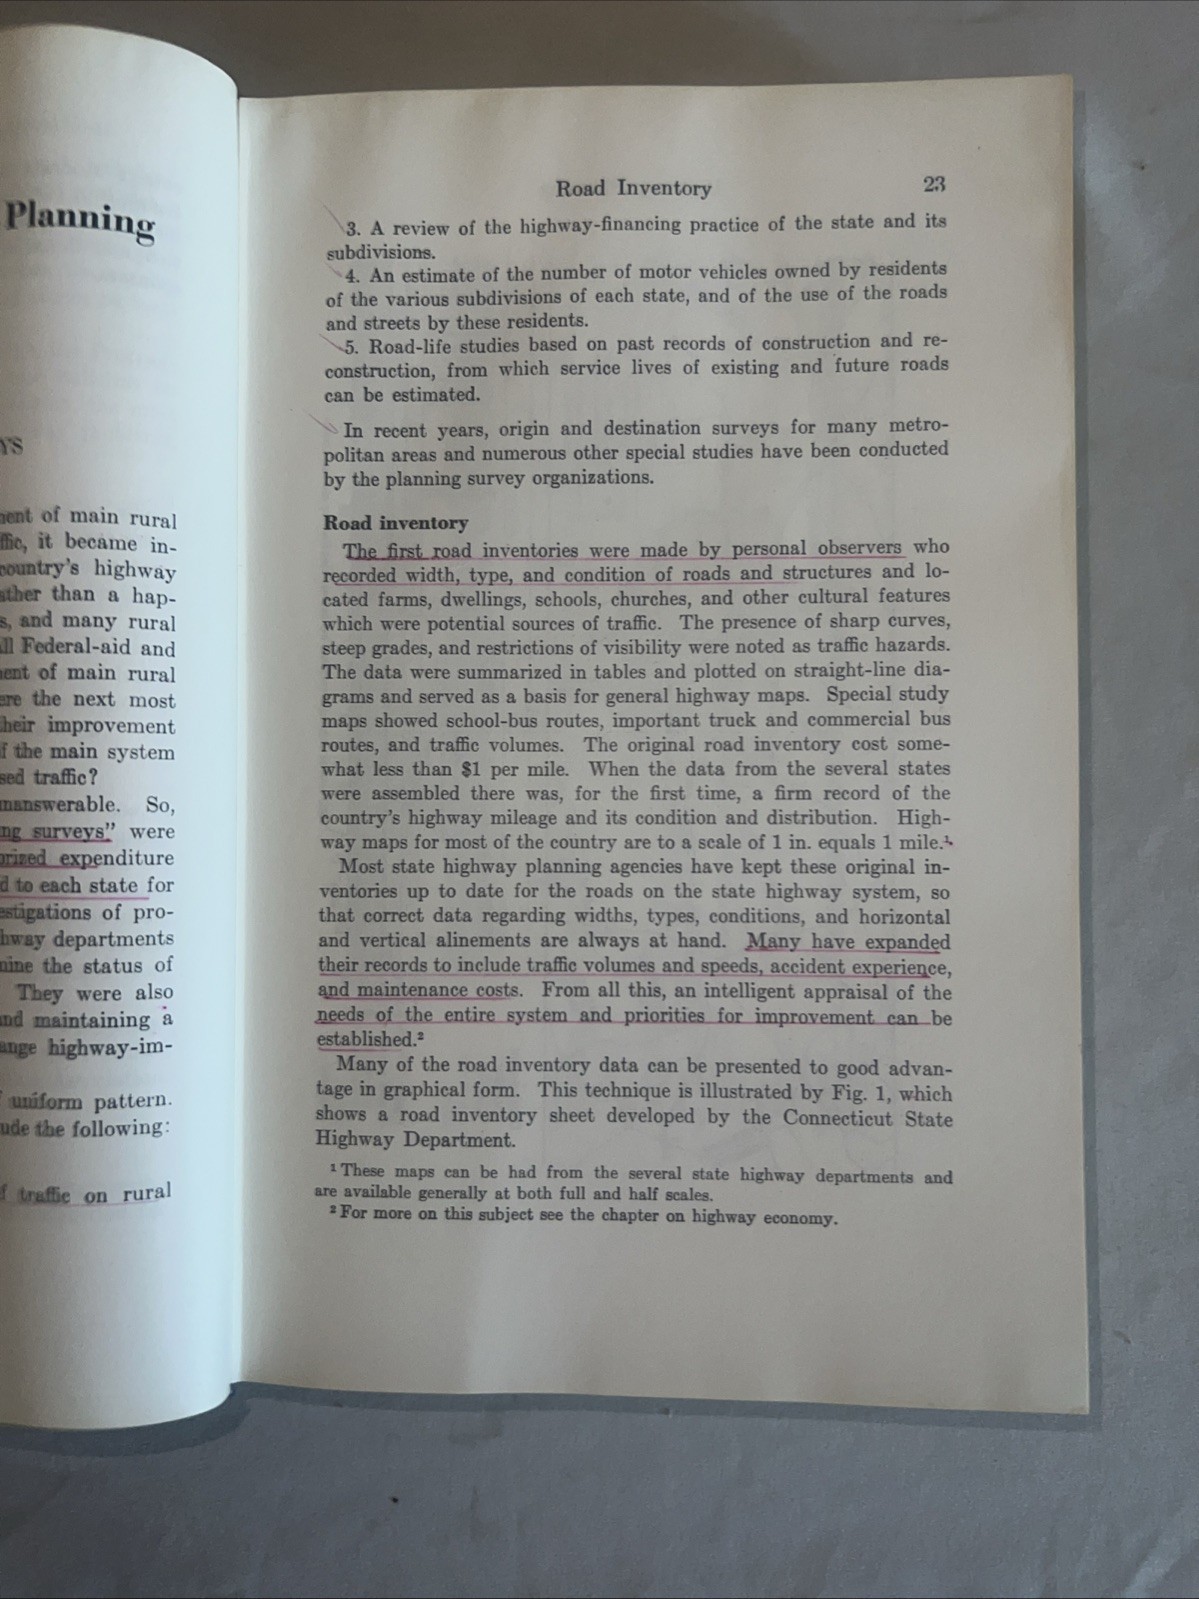 Planning
YS
ment of main rural
ffic, it became in-
country's highway
ather than a hap-
s, and many rural
all Federal-aid and
ment of main rural
ere the next most
their improvement
f the main system
sed traffic?
unanswerable. So,
ng surveys" were
orized expenditure
d to each state for
estigations of pro-
hway departments
mine the status of
They were also
and maintaining a
ange highway-im-
f uniform pattern.
ude the following:
f traffic on rural
Road Inventory 23
3. A review of the highway-financing practice of the state and its
subdivisions.
4. An estimate of the number of motor vehicles owned by residents
of the various subdivisions of each state, and of the use of the roads
and streets by these residents.
5. Road-life studies based on past records of construction and re-
construction, from which service lives of existing and future roads
can be estimated.
In recent years, origin and destination surveys for many metro-
politan areas and numerous other special studies have been conducted
by the planning survey organizations.
Road inventory
The first road inventories were made by personal observers who
recorded width, type, and condition of roads and structures and lo-
cated farms, dwellings, schools, churches, and other cultural features
which were potential sources of traffic. The presence of sharp curves,
steep grades, and restrictions of visibility were noted as traffic hazards.
The data were summarized in tables and plotted on straight-line dia-
grams and served as a basis for general highway maps. Special study
maps showed school-bus routes, important truck and commercial bus
routes, and traffic volumes. The original road inventory cost some-
what less than $1 per mile. When the data from the several states
were assembled there was, for the first time, a firm record of the
country's highway mileage and its condition and distribution. High-
way maps for most of the country are to a scale of 1 in. equals 1 mile.¹
Most state highway planning agencies have kept these original in-
ventories up to date for the roads on the state highway system, so
that correct data regarding widths, types, conditions, and horizontal
and vertical alinements are always at hand. Many have expanded
their records to include traffic volumes and speeds, accident experience,
and maintenance costs. From all this, an intelligent appraisal of the
needs of the entire system and priorities for improvement can be
established.²
Many of the road inventory data can be presented to good advan-
tage in graphical form. This technique is illustrated by Fig. 1, which
shows a road inventory sheet developed by the Connecticut State
Highway Department.
¹ These maps can be had from the several state highway departments and
are available generally at both full and half scales.
² For more on this subject see the chapter on highway economy.